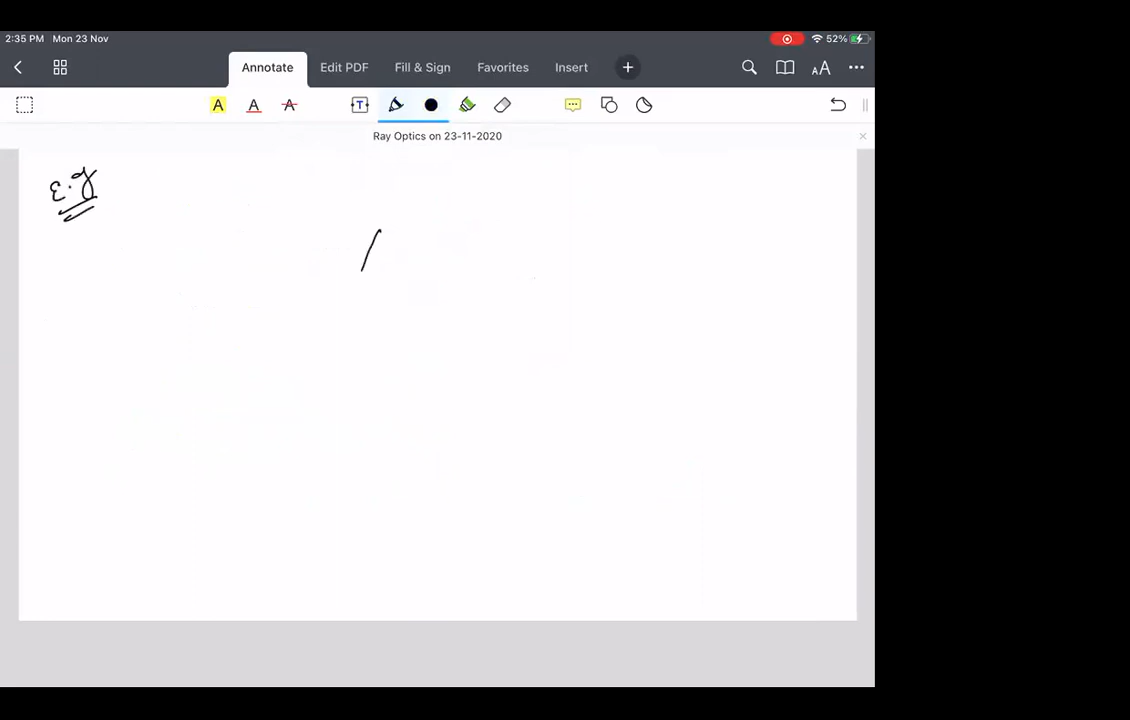 2:35 PM Mon 23 Nov 52%
Annotate Edit PDF Fill & Sign Favorites Insert
Ray Optics on 23-11-2020
E.g